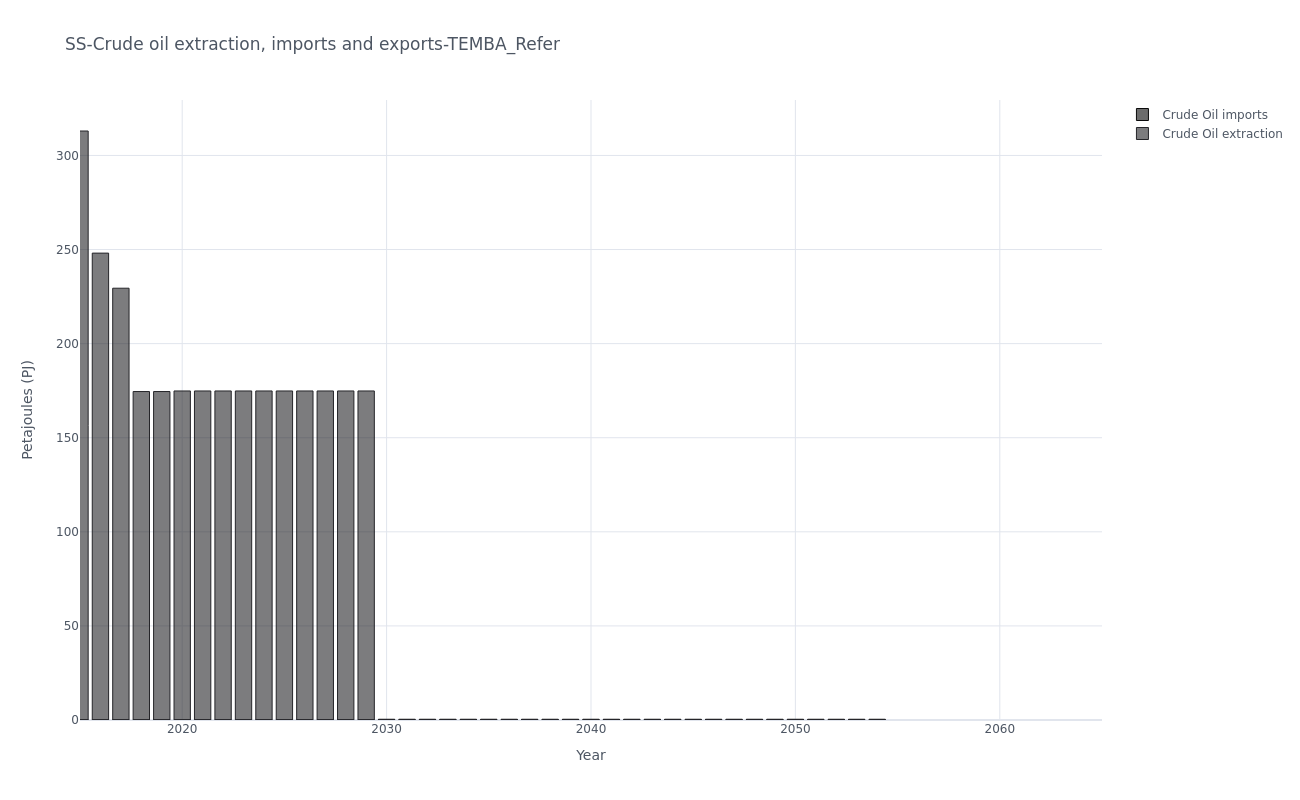 SS-Crude oil extraction, imports and exports-TEMBA_Refer
Crude Oil imports
Crude Oil extraction
300
250
200
150
100
50
0
Petajoules (PJ)
2020
2030
2040
2050
2060
Year